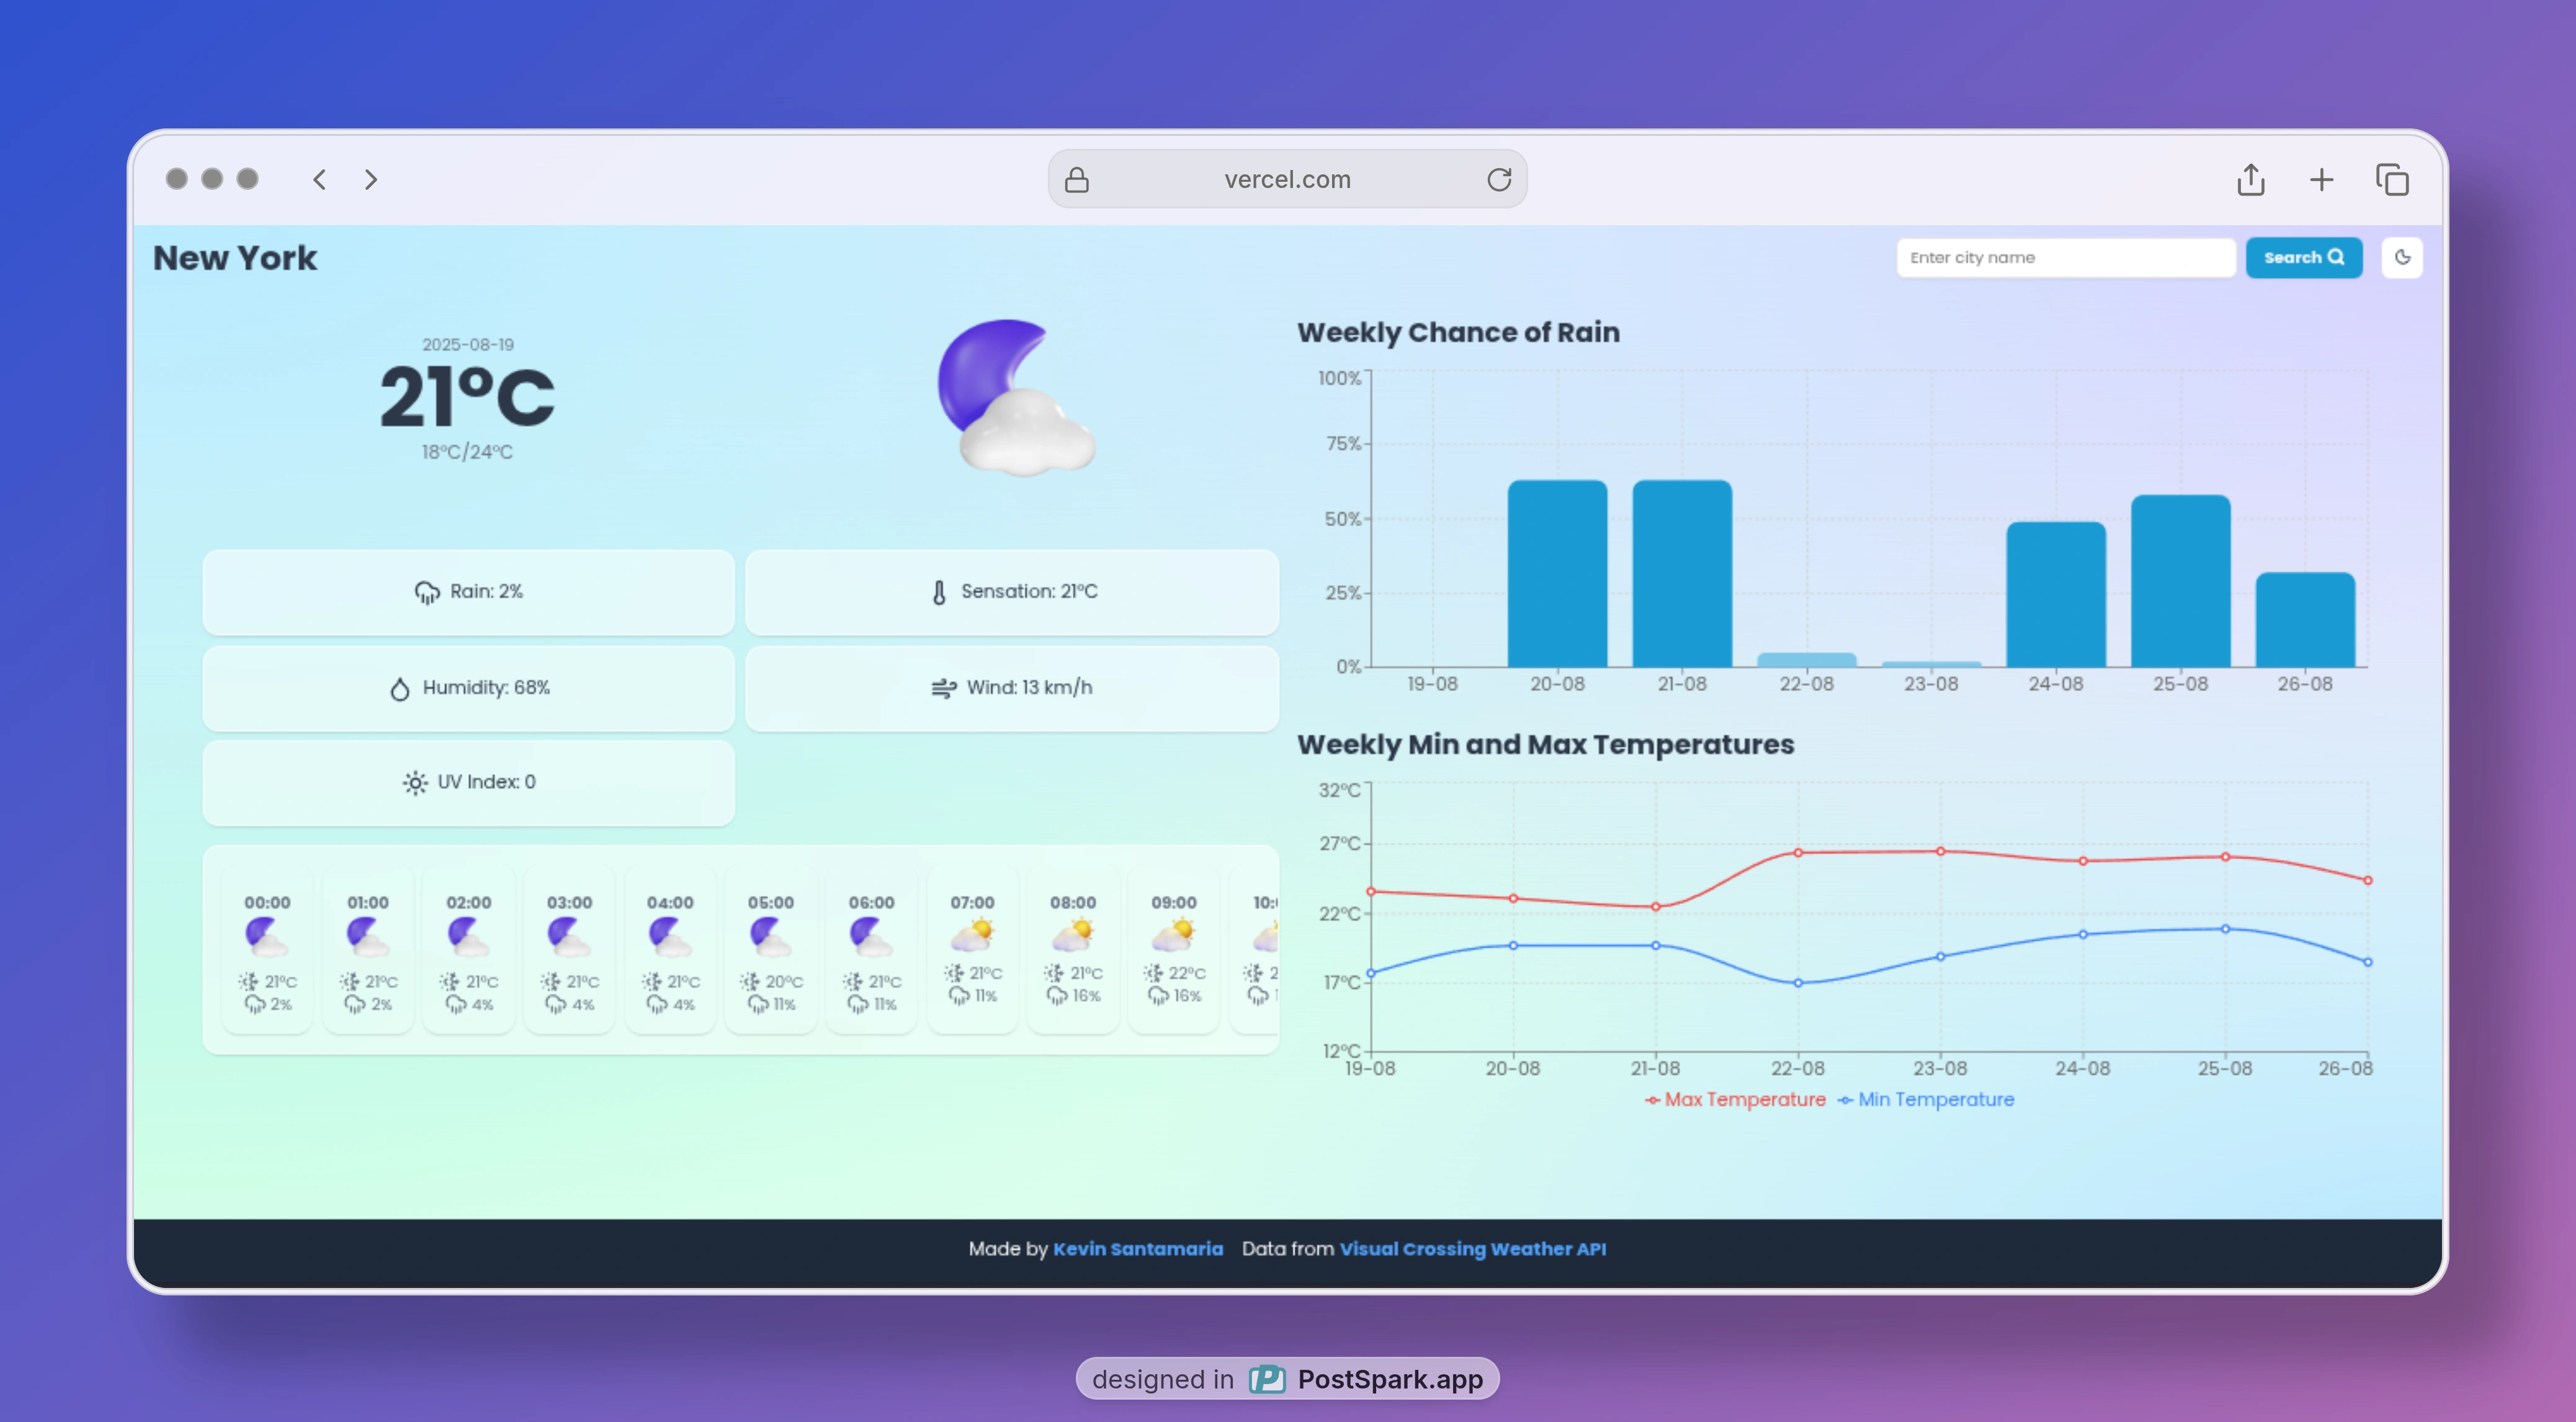 vercel.com
New York
Enter city name
Search
2025-08-19
21°C
18°C/24°C
Rain: 2%
Sensation: 21°C
Humidity: 68%
Wind: 13 km/h
UV Index: 0
00:00 01:00 02:00 03:00 04:00 05:00 06:00 07:00 08:00 09:00
21°C 21°C 21°C 21°C 21°C 20°C 21°C 21°C 21°C 22°C
2% 2% 4% 4% 4% 11% 11% 11% 16% 16%
Weekly Chance of Rain
100%
75%
50%
25%
0%
19-08 20-08 21-08 22-08 23-08 24-08 25-08 26-08
Weekly Min and Max Temperatures
32°C
27°C
22°C
17°C
12°C
19-08 20-08 21-08 22-08 23-08 24-08 25-08 26-08
Max Temperature Min Temperature
Made by Kevin Santamaria Data from Visual Crossing Weather API
designed in PostSpark.app